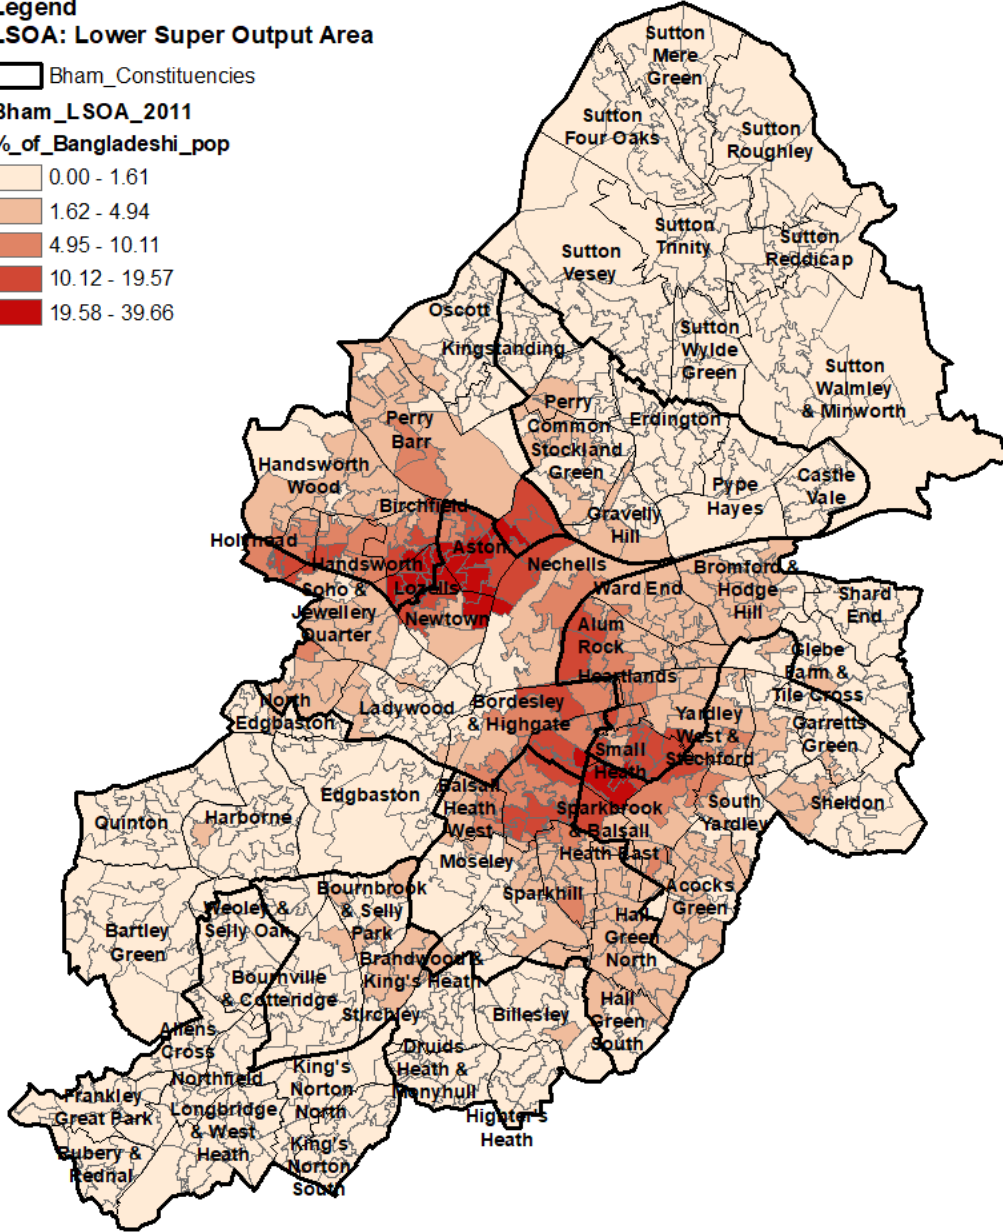 Legend
LSOA: Lower Super Output Area
Bham_Constituencies
Bham_LSOA_2011
%_of_Bangladeshi_pop
0.00 - 1.61
1.62 - 4.94
4.95 - 10.11
10.12 - 19.57
19.58 - 39.66
Sutton
Mere
Green
Sutton
Four Oaks
Sutton
Roughley
Sutton
Trinity
Sutton
Reddicap
Sutton
Vesey
Oscott
Kingstanding
Sutton
Wylde
Green
Sutton
Walmley
& Minworth
Perry
Barr
Perry
Common
Stockland
Green
Erdington
Handsworth
Wood
Pype
Hayes
Castle
Vale
Birchfield
Gravelly
Hill
Holyhead
Handsworth
Aston
Nechells
Bromford &
Hodge
Hill
Soho &
Jewellery
Quarter
Lozells
Newtown
Ward End
Shard
End
Alum
Rock
Glebe
Farm &
Tile Cross
Heartlands
North
Edgbaston
Ladywood
Bordesley
& Highgate
Yardley
West &
Stechford
Garretts
Green
Small
Heath
Edgbaston
Balsall
Heath
West
Sparkbrook
& Balsall
Heath East
South
Yardley
Sheldon
Quinton
Harborne
Moseley
Sparkhill
Acocks
Green
Bournbrook
& Selly
Park
Weoley &
Selly Oak
Bartley
Green
Hall
Green
North
Brandwood &
King's Heath
Bournville
& Cotteridge
Stirchley
Billesley
Hall
Green
South
Allens
Cross
Druids
Heath &
Monyhull
Northfield
King's
Norton
North
Frankley
Great Park
Longbridge
& West
Heath
Highter's
Heath
Rubery &
Rednal
King's
Norton
South